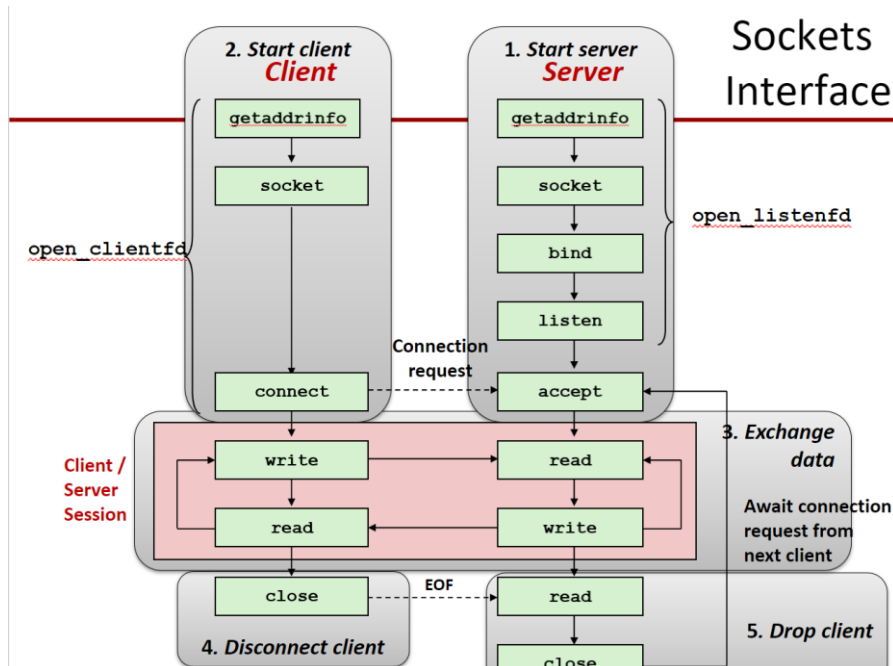 Sockets
Interface
2. Start client
Client
1. Start server
Server
getaddrinfo
getaddrinfo
socket
socket
open_clientfd
open_listenfd
bind
listen
Connection
request
connect
accept
3. Exchange
data
Client /
Server
Session
write
read
read
write
Await connection
request from
next client
close
EOF
read
4. Disconnect client
5. Drop client
close